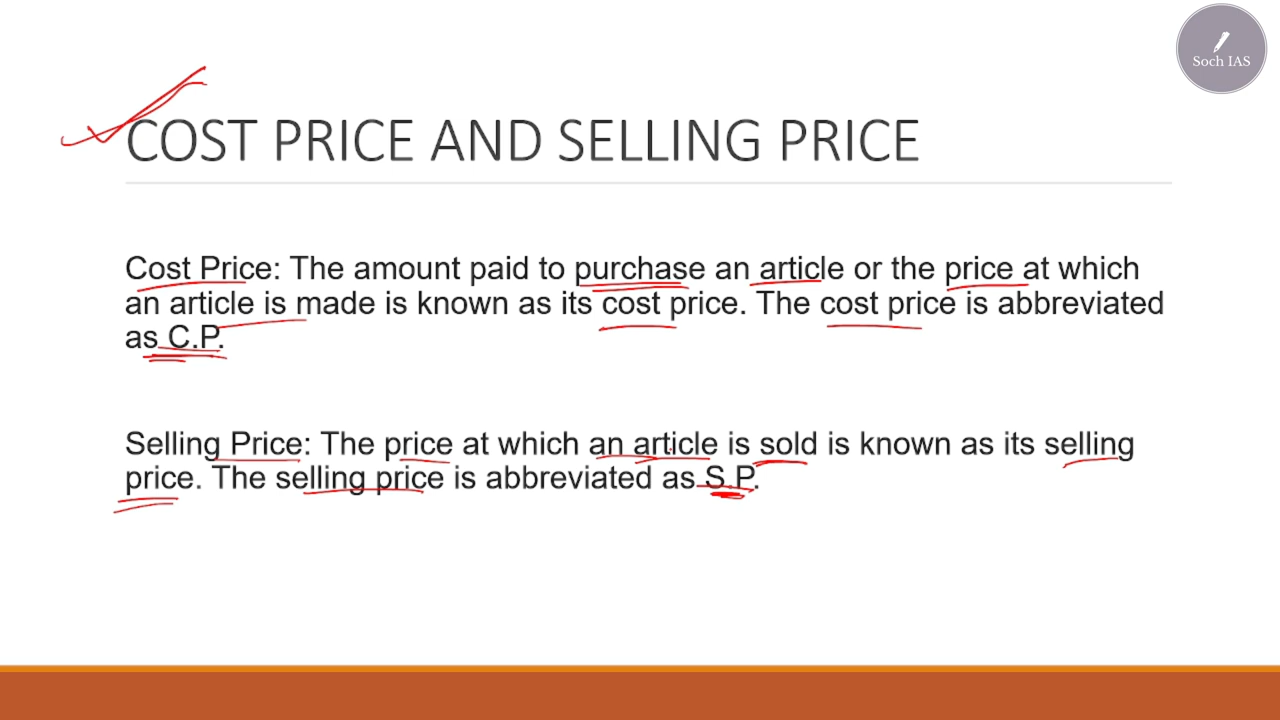 Soch IAS
COST PRICE AND SELLING PRICE
Cost Price: The amount paid to purchase an article or the price at which
an article is made is known as its cost price. The cost price is abbreviated
as C.P.
Selling Price: The price at which an article is sold is known as its selling
price. The selling price is abbreviated as S.P.